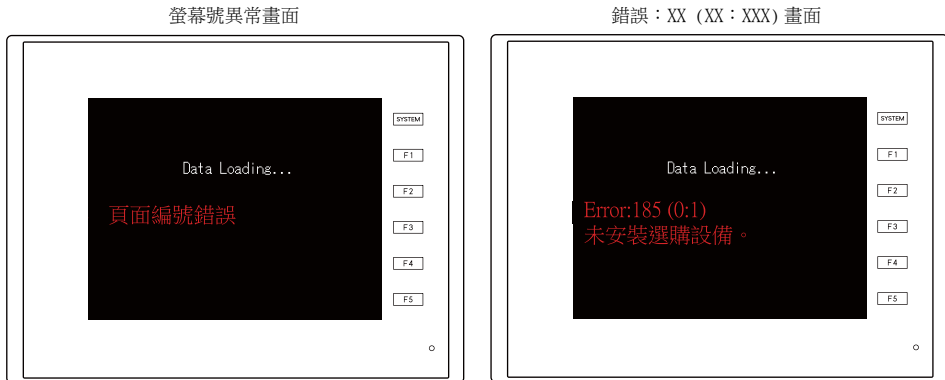 螢幕號異常畫面
Data Loading...
頁面編號錯誤
SYSTEM
F1
F2
F3
F4
F5
錯誤：XX (XX：XXX) 畫面
Data Loading...
Error:185 (0:1)
未安裝選購設備。
SYSTEM
F1
F2
F3
F4
F5